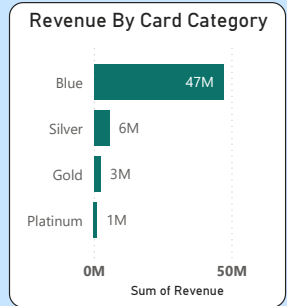 Revenue By Card Category
Blue 47M
Silver 6M
Gold 3M
Platinum 1M
0M 50M
Sum of Revenue